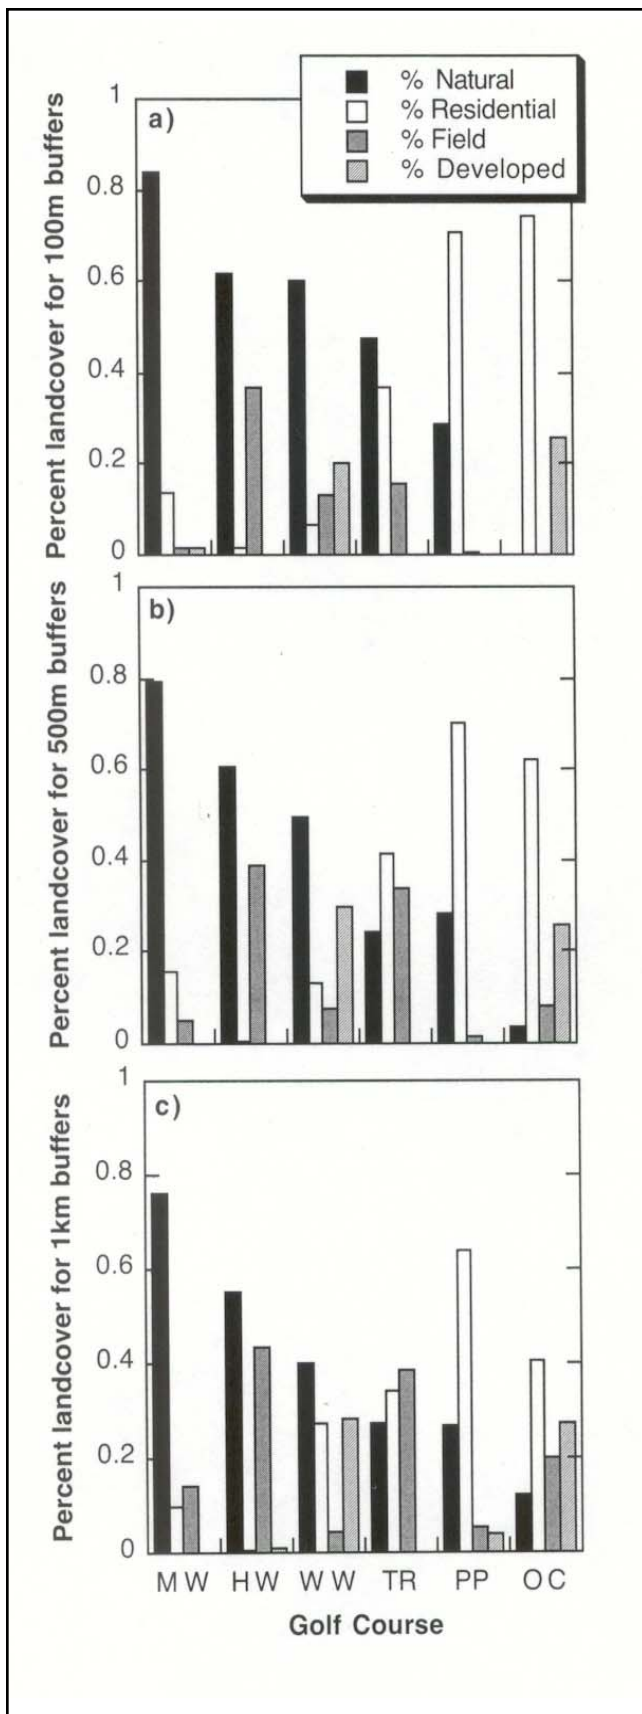 % Natural
% Residential
% Field
% Developed
a)
Percent landcover for 100m buffers
1
0.8
0.6
0.4
0.2
0
b)
Percent landcover for 500m buffers
1
0.8
0.6
0.4
0.2
0
c)
Percent landcover for 1km buffers
1
0.8
0.6
0.4
0.2
0
MW HW WW TR PP OC
Golf Course